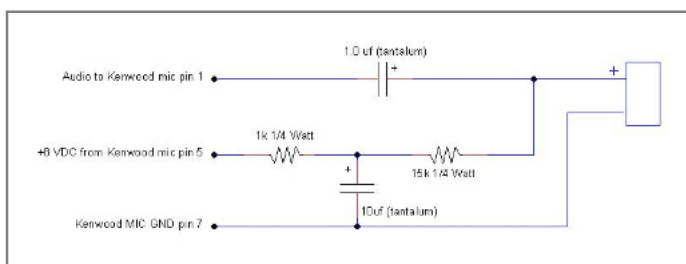 1.0 uf (tantalum)
+
Audio to Kenwood mic pin 1
+
1k 1/4 Watt
+8 VDC from Kenwood mic pin 5
+
15k 1/4 Watt
10uf (tantalum)
Kenwood MIC GND pin 7